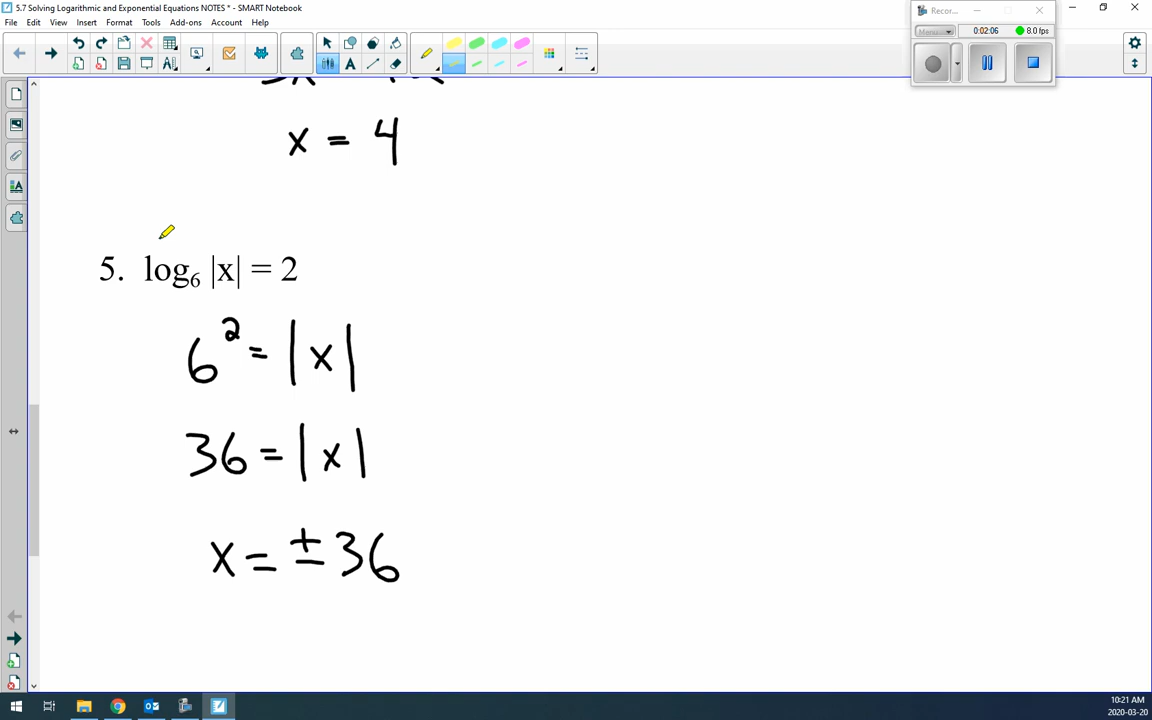 5.7 Solving Logarithmic and Exponential Equations NOTES * - SMART Notebook
File Edit View Insert Format Tools Add-ons Account Help
Recor...
Menu
0:02:06
8.0 fps
x = 4
5. log₆ |x| = 2
6² = |x|
36 = |x|
x = ±36
10:21 AM
2020-03-20